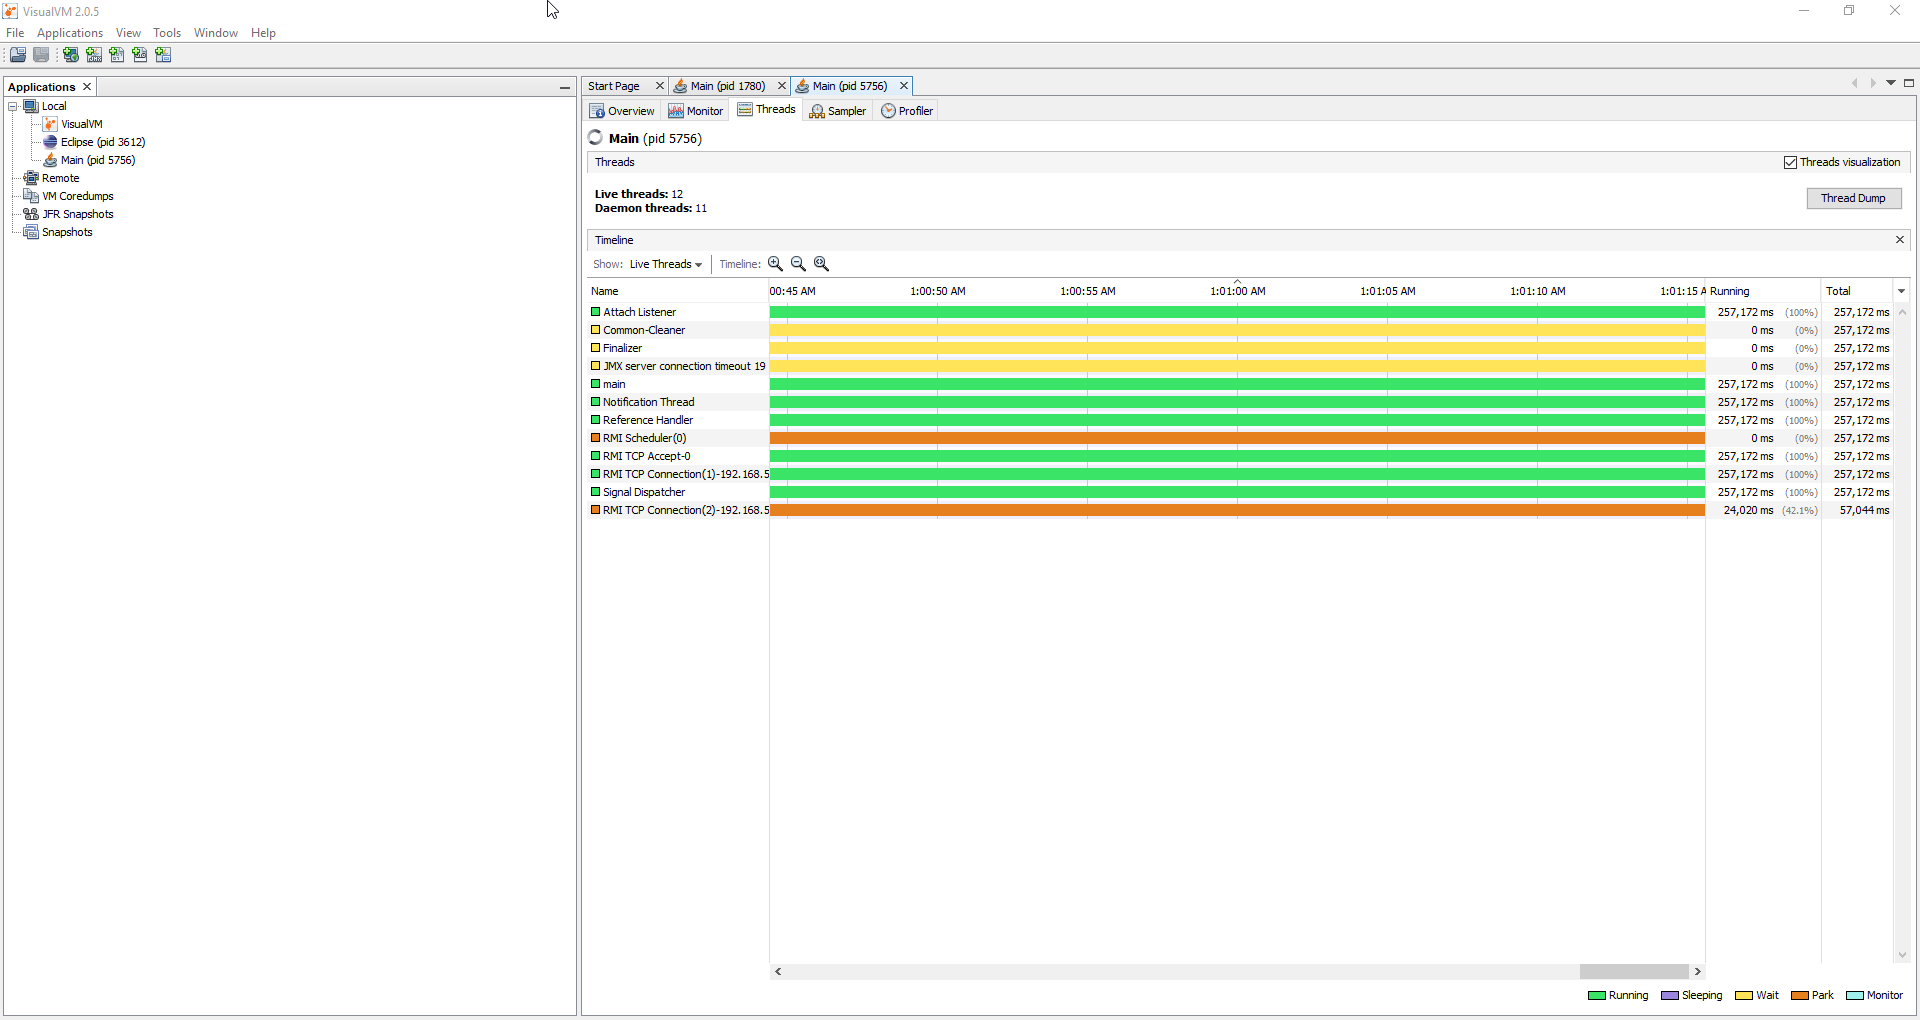 VisualVM 2.0.5
File Applications View Tools Window Help
Applications
Local
VisualVM
Eclipse (pid 3612)
Main (pid 5756)
Remote
VM Coredumps
JFR Snapshots
Snapshots
Start Page Main (pid 1780) Main (pid 5756)
Overview Monitor Threads Sampler Profiler
Main (pid 5756)
Threads Threads visualization
Live threads: 12
Daemon threads: 11
Thread Dump
Timeline
Show: Live Threads Timeline:
Name 00:45 AM 1:00:50 AM 1:00:55 AM 1:01:00 AM 1:01:05 AM 1:01:10 AM 1:01:15 A Running Total
Attach Listener 257,172 ms (100%) 257,172 ms
Common-Cleaner 0 ms (0%) 257,172 ms
Finalizer 0 ms (0%) 257,172 ms
JMX server connection timeout 19 0 ms (0%) 257,172 ms
main 257,172 ms (100%) 257,172 ms
Notification Thread 257,172 ms (100%) 257,172 ms
Reference Handler 257,172 ms (100%) 257,172 ms
RMI Scheduler(0) 0 ms (0%) 257,172 ms
RMI TCP Accept-0 257,172 ms (100%) 257,172 ms
RMI TCP Connection(1)-192.168.5 257,172 ms (100%) 257,172 ms
Signal Dispatcher 257,172 ms (100%) 257,172 ms
RMI TCP Connection(2)-192.168.5 24,020 ms (42.1%) 57,044 ms
Running Sleeping Wait Park Monitor